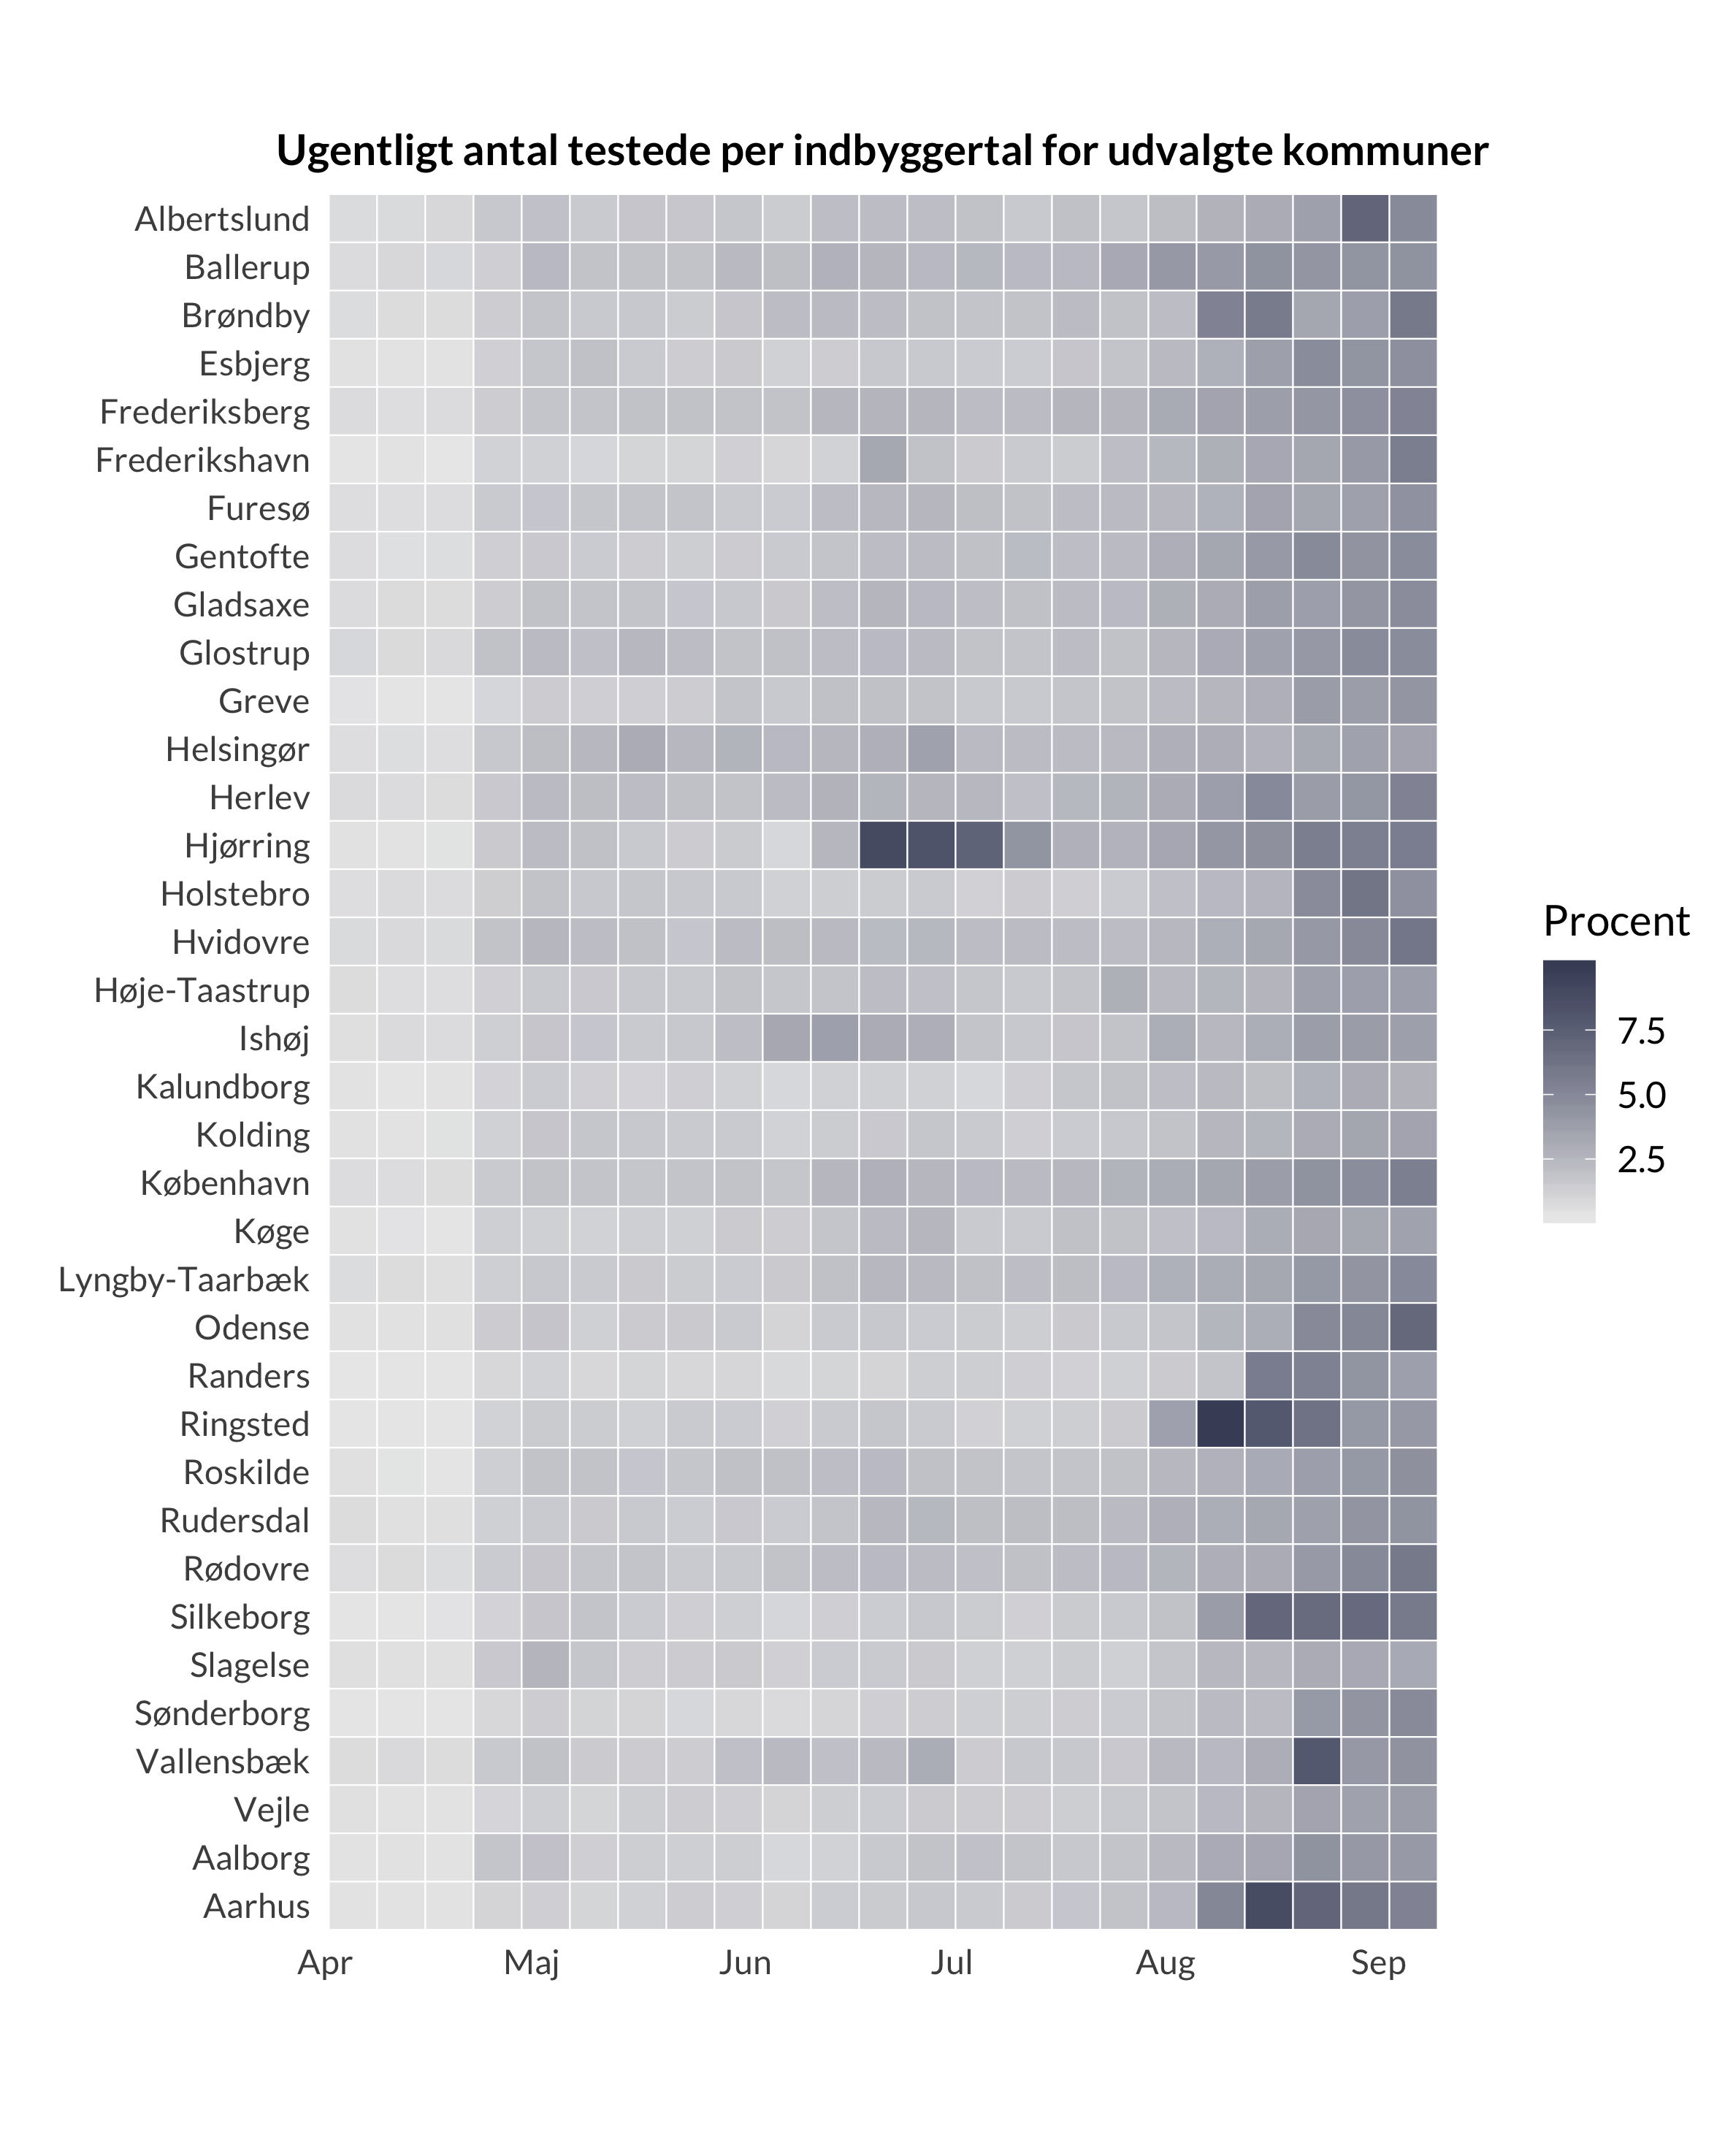 Ugentligt antal testede per indbyggertal for udvalgte kommuner
Albertslund
Ballerup
Brøndby
Esbjerg
Frederiksberg
Frederikshavn
Furesø
Gentofte
Gladsaxe
Glostrup
Greve
Helsingør
Herlev
Hjørring
Holstebro
Hvidovre
Høje-Taastrup
Ishøj
Kalundborg
Kolding
København
Køge
Lyngby-Taarbæk
Odense
Randers
Ringsted
Roskilde
Rudersdal
Rødovre
Silkeborg
Slagelse
Sønderborg
Vallensbæk
Vejle
Aalborg
Aarhus
Apr Maj Jun Jul Aug Sep
Procent
7.5
5.0
2.5